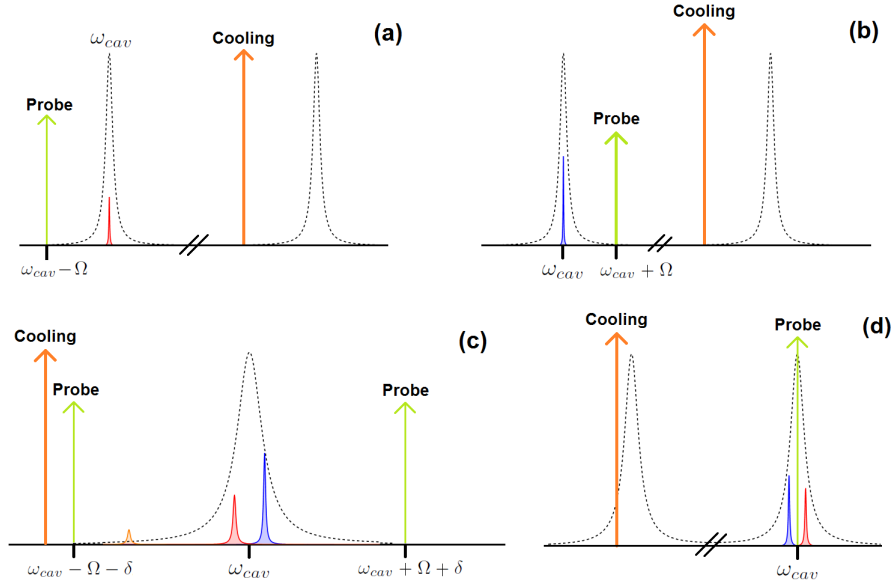 (a)
ω_cav
Cooling
Probe
ω_cav − Ω
(b)
Cooling
Probe
ω_cav
ω_cav + Ω
(c)
Cooling
Probe
Probe
ω_cav − Ω − δ
ω_cav
ω_cav + Ω + δ
(d)
Cooling
Probe
ω_cav